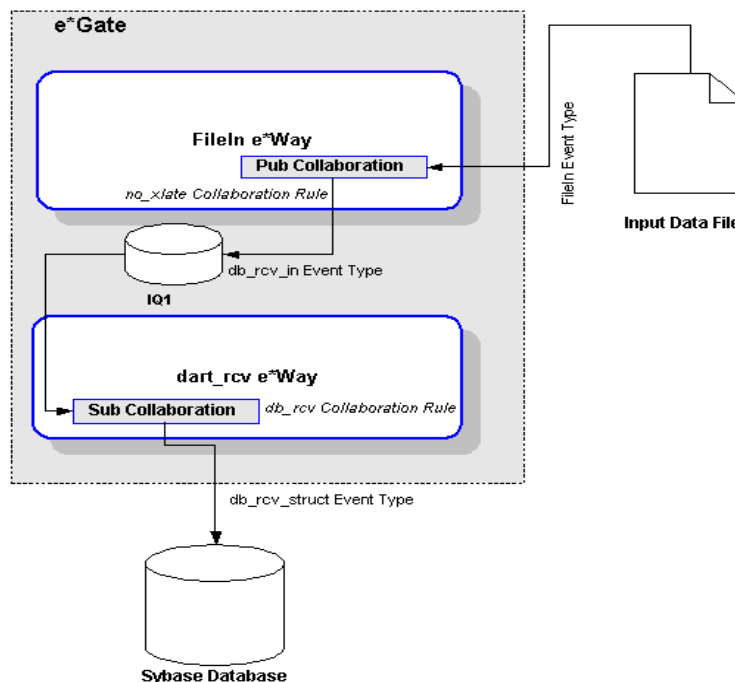 e*Gate
FileIn e*Way
Pub Collaboration
no_xlate Collaboration Rule
FileIn Event Type
Input Data File
db_rcv_in Event Type
IQ1
dart_rcv e*Way
Sub Collaboration
db_rcv Collaboration Rule
db_rcv_struct Event Type
Sybase Database